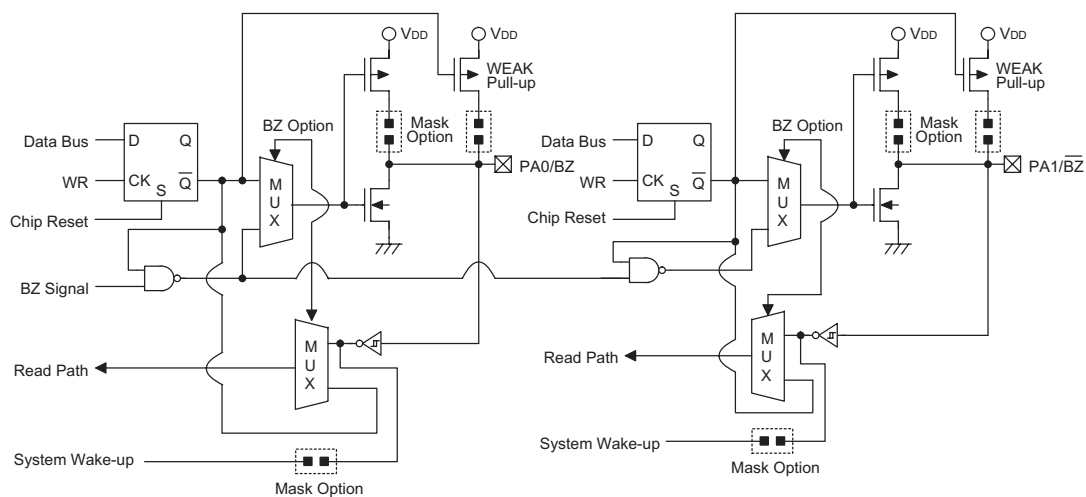 VDD
VDD
WEAK
Pull-up
Mask
Option
BZ Option
Data Bus
D
Q
PA0/BZ
WR
CK
S
Q̅
M
U
X
Chip Reset
BZ Signal
M
U
X
Read Path
System Wake-up
Mask Option
VDD
VDD
WEAK
Pull-up
Mask
Option
BZ Option
Data Bus
D
Q
PA1/B̅Z̅
WR
CK
S
Q̅
M
U
X
Chip Reset
M
U
X
Read Path
System Wake-up
Mask Option